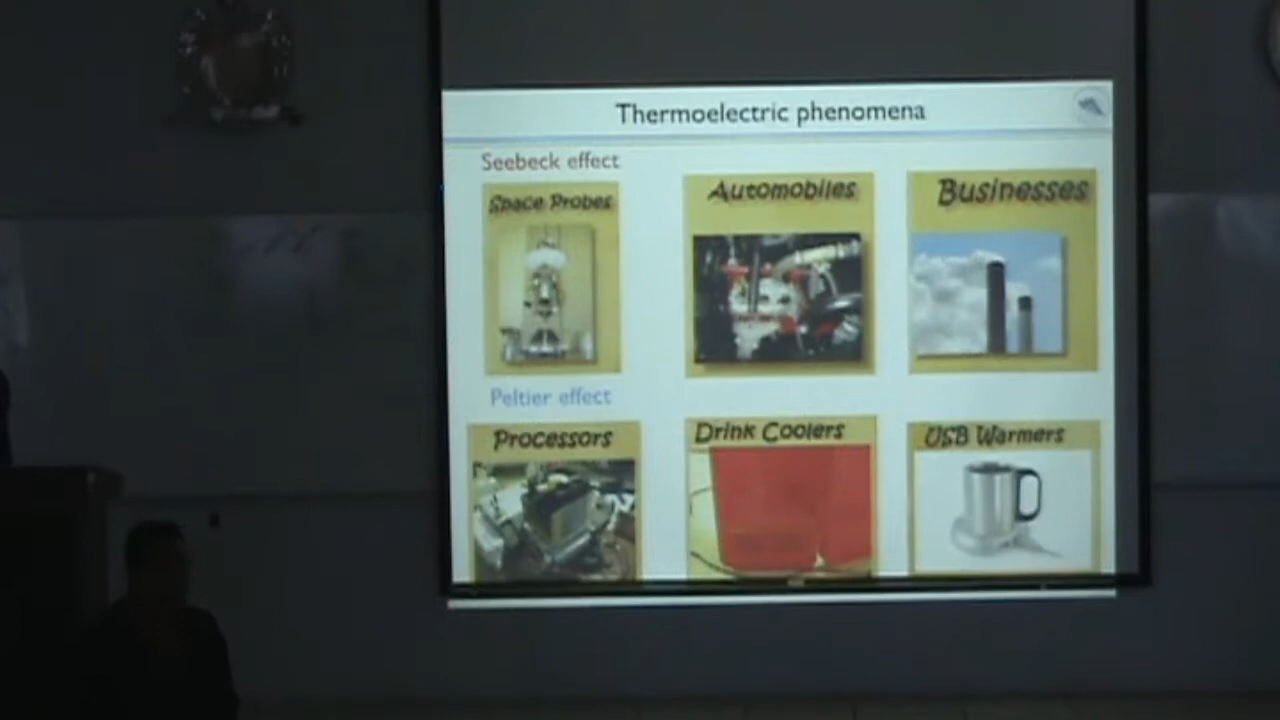 Thermoelectric phenomena
Seebeck effect
Space Probes
Automobiles
Businesses
Peltier effect
Processors
Drink Coolers
USB Warmers